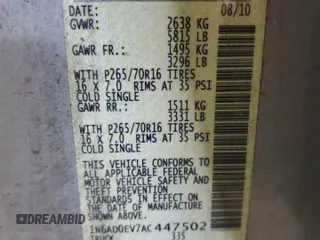 DATE: 08/10
GVWR: 2638 KG
5815 LB
GAWR FR.: 1495 KG
3296 LB
WITH P265/70R16 TIRES
16 X 7.0 RIMS AT 35 PSI
COLD SINGLE
GAWR RR.: 1511 KG
3331 LB
WITH P265/70R16 TIRES
16 X 7.0 RIMS AT 35 PSI
COLD SINGLE
THIS VEHICLE CONFORMS TO
ALL APPLICABLE FEDERAL
MOTOR VEHICLE SAFETY
AND THEFT PREVENTION
STANDARDS IN EFFECT ON
THE DATE OF MANUFACTURE
SHOWN ABOVE
1N6AD0EV7AC447502
TRUCK 335
DREAMBID